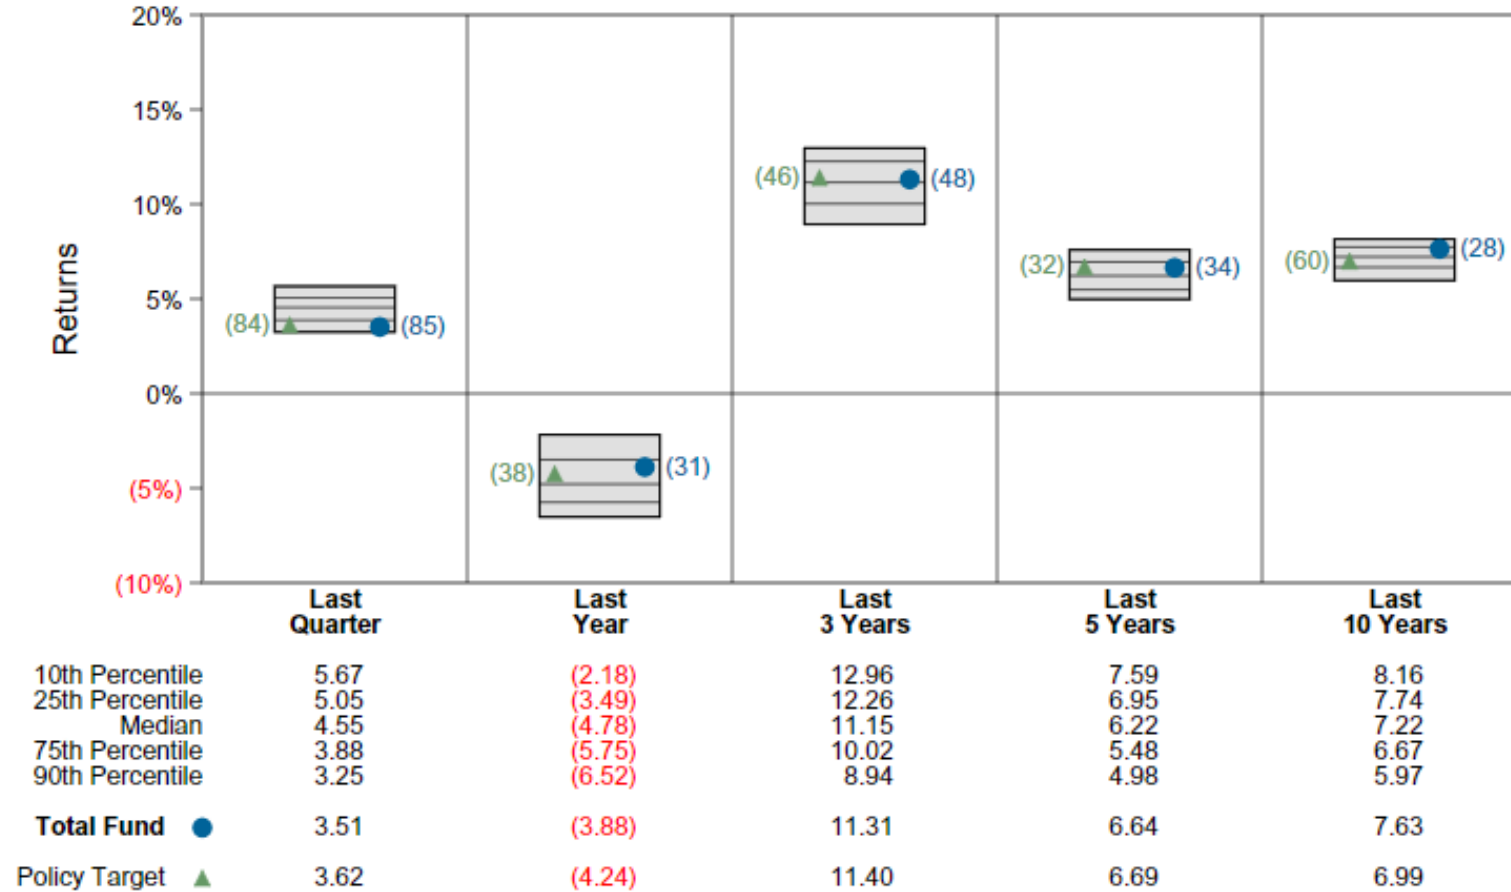 20%
15%
10%
5%
0%
(5%)
(10%)
Returns
(84) (85)
(38) (31)
(46) (48)
(32) (34)
(60) (28)
Last Last Last Last Last
Quarter Year 3 Years 5 Years 10 Years
10th Percentile 5.67 (2.18) 12.96 7.59 8.16
25th Percentile 5.05 (3.49) 12.26 6.95 7.74
Median 4.55 (4.78) 11.15 6.22 7.22
75th Percentile 3.88 (5.75) 10.02 5.48 6.67
90th Percentile 3.25 (6.52) 8.94 4.98 5.97
Total Fund 3.51 (3.88) 11.31 6.64 7.63
Policy Target 3.62 (4.24) 11.40 6.69 6.99